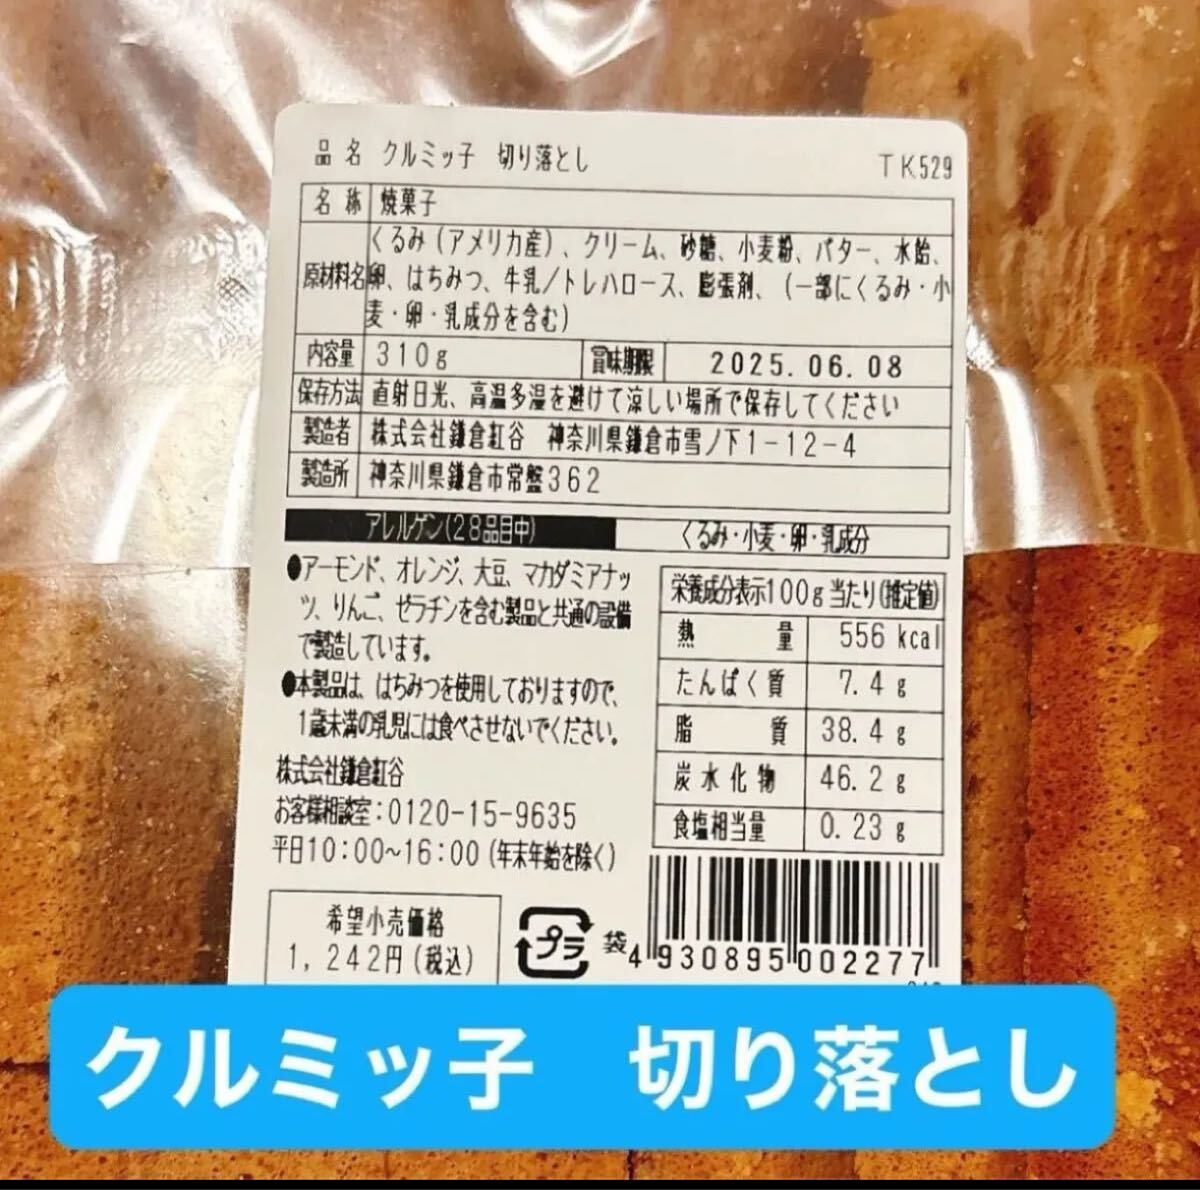 品名 クルミッ子 切り落とし TK529
名称 焼菓子
原材料名 くるみ(アメリカ産)、クリーム、砂糖、小麦粉、バター、水飴、
卵、はちみつ、牛乳/トレハロース、膨張剤、(一部にくるみ・小
麦・卵・乳成分を含む)
内容量 310g 賞味期限 2025.06.08
保存方法 直射日光、高温多湿を避けて涼しい場所で保存してください
製造者 株式会社鎌倉紅谷 神奈川県鎌倉市雪ノ下1-12-4
製造所 神奈川県鎌倉市常盤362
アレルゲン(28品目中) くるみ・小麦・卵・乳成分
●アーモンド、オレンジ、大豆、マカダミアナッ
ツ、りんご、ゼラチンを含む製品と共通の設備
で製造しています。
●本製品は、はちみつを使用しておりますので、
1歳未満の乳児には食べさせないでください。
株式会社鎌倉紅谷
お客様相談室:0120-15-9635
平日10:00~16:00(年末年始を除く)
栄養成分表示100g当たり(推定値)
熱量 556 kcal
たんぱく質 7.4 g
脂質 38.4 g
炭水化物 46.2 g
食塩相当量 0.23 g
希望小売価格
1,242円(税込)
プラ 袋
4 930895 002277
クルミッ子 切り落とし